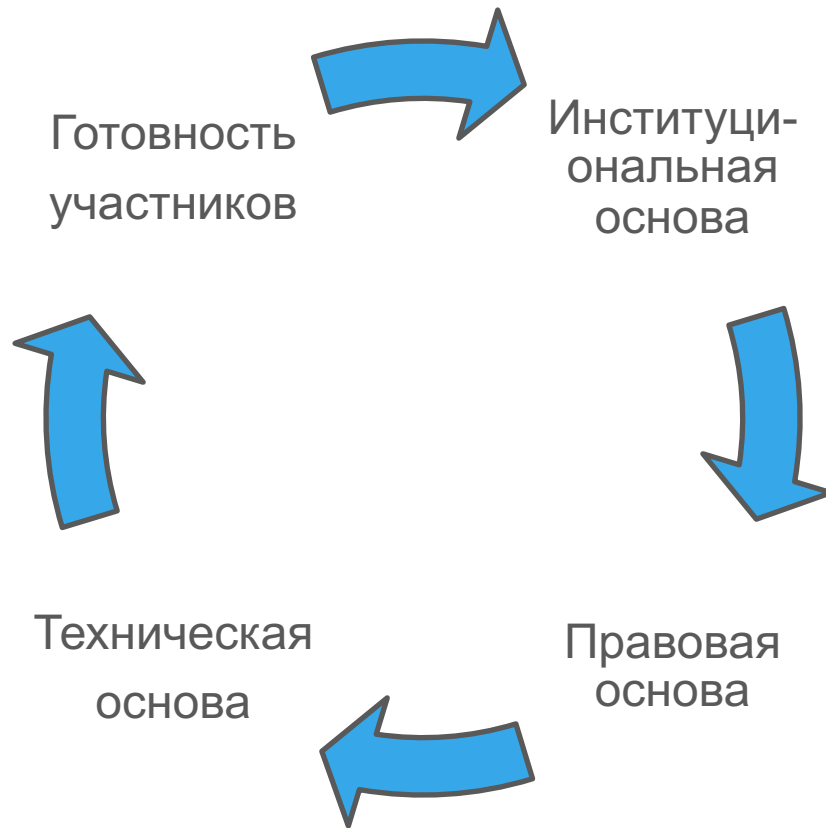 Готовность
участников
Институци-
ональная
основа
Правовая
основа
Техническая
основа